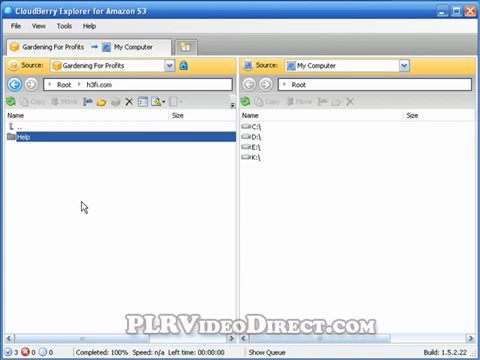 CloudBerry Explorer for Amazon S3
File View Tools Help
Gardening For Profits My Computer
Source: Gardening For Profits
Source: My Computer
Root h3fi.com
Root
Copy Move
Copy Move
Name Size
Name Size
..
Help
C:\
D:\
E:\
K:\
PLRVideoDirect.com
3 0 0 Completed: 100% Speed: n/a Left time: 00:00:00 Show Queue Build: 1.5.2.22